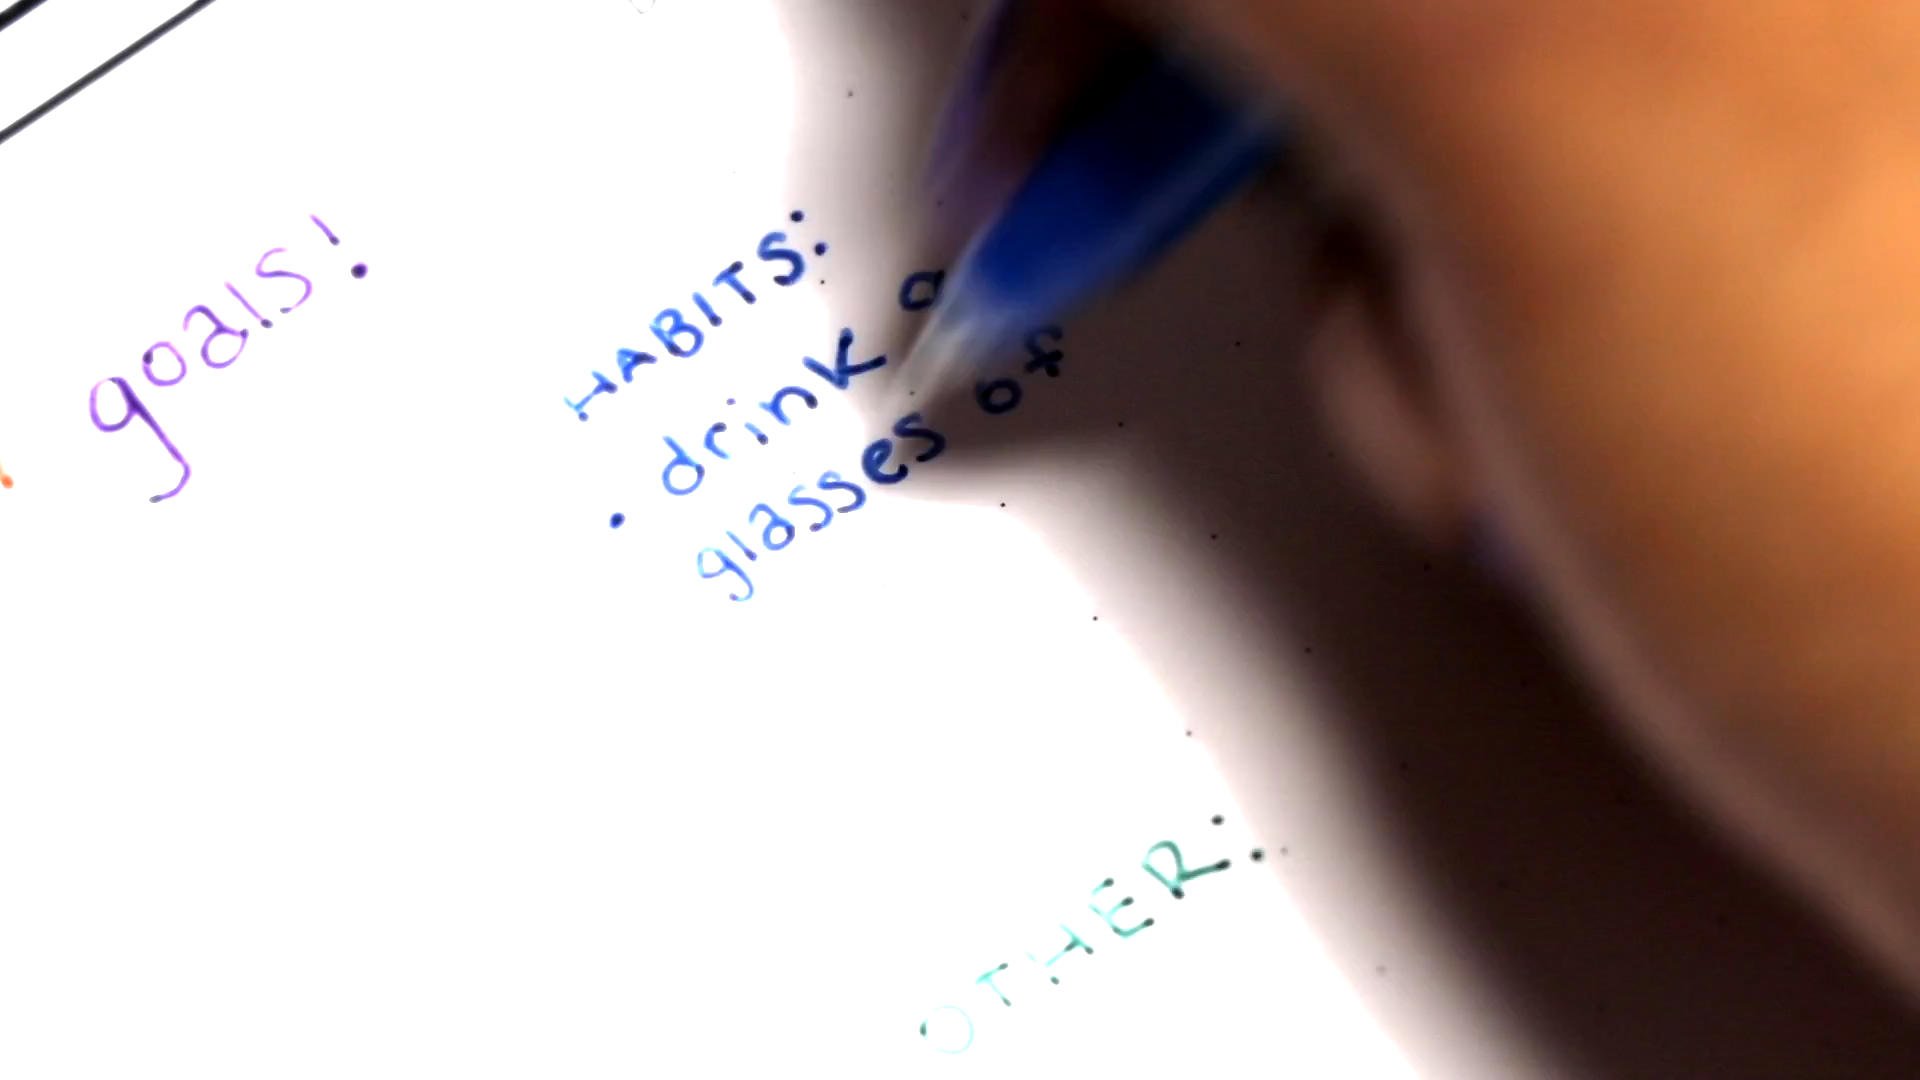 goals!
HABITS:
• drink
glasses of
OTHER: